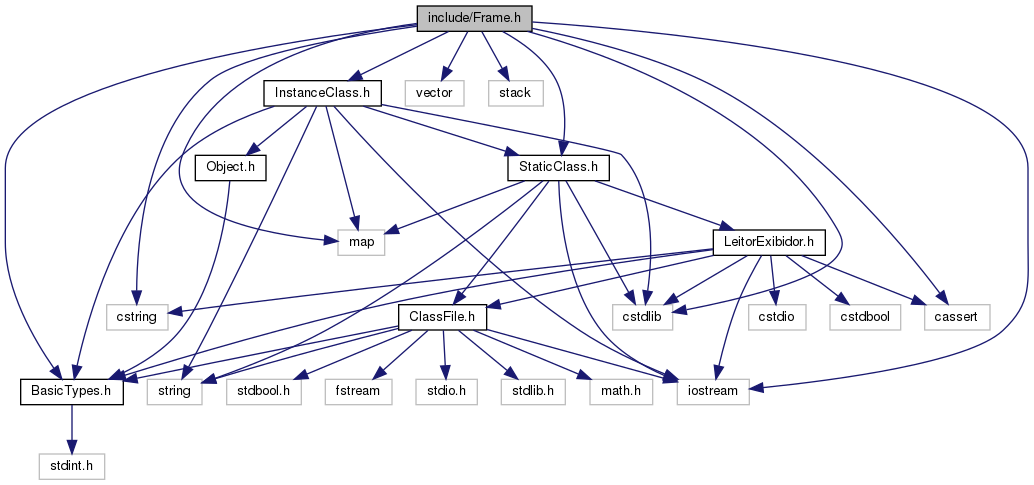 include/Frame.h
InstanceClass.h
vector
stack
Object.h
StaticClass.h
map
LeitorExibidor.h
cstring
ClassFile.h
cstdlib
cstdio
cstdbool
cassert
BasicTypes.h
string
stdbool.h
fstream
stdio.h
stdlib.h
math.h
iostream
stdint.h